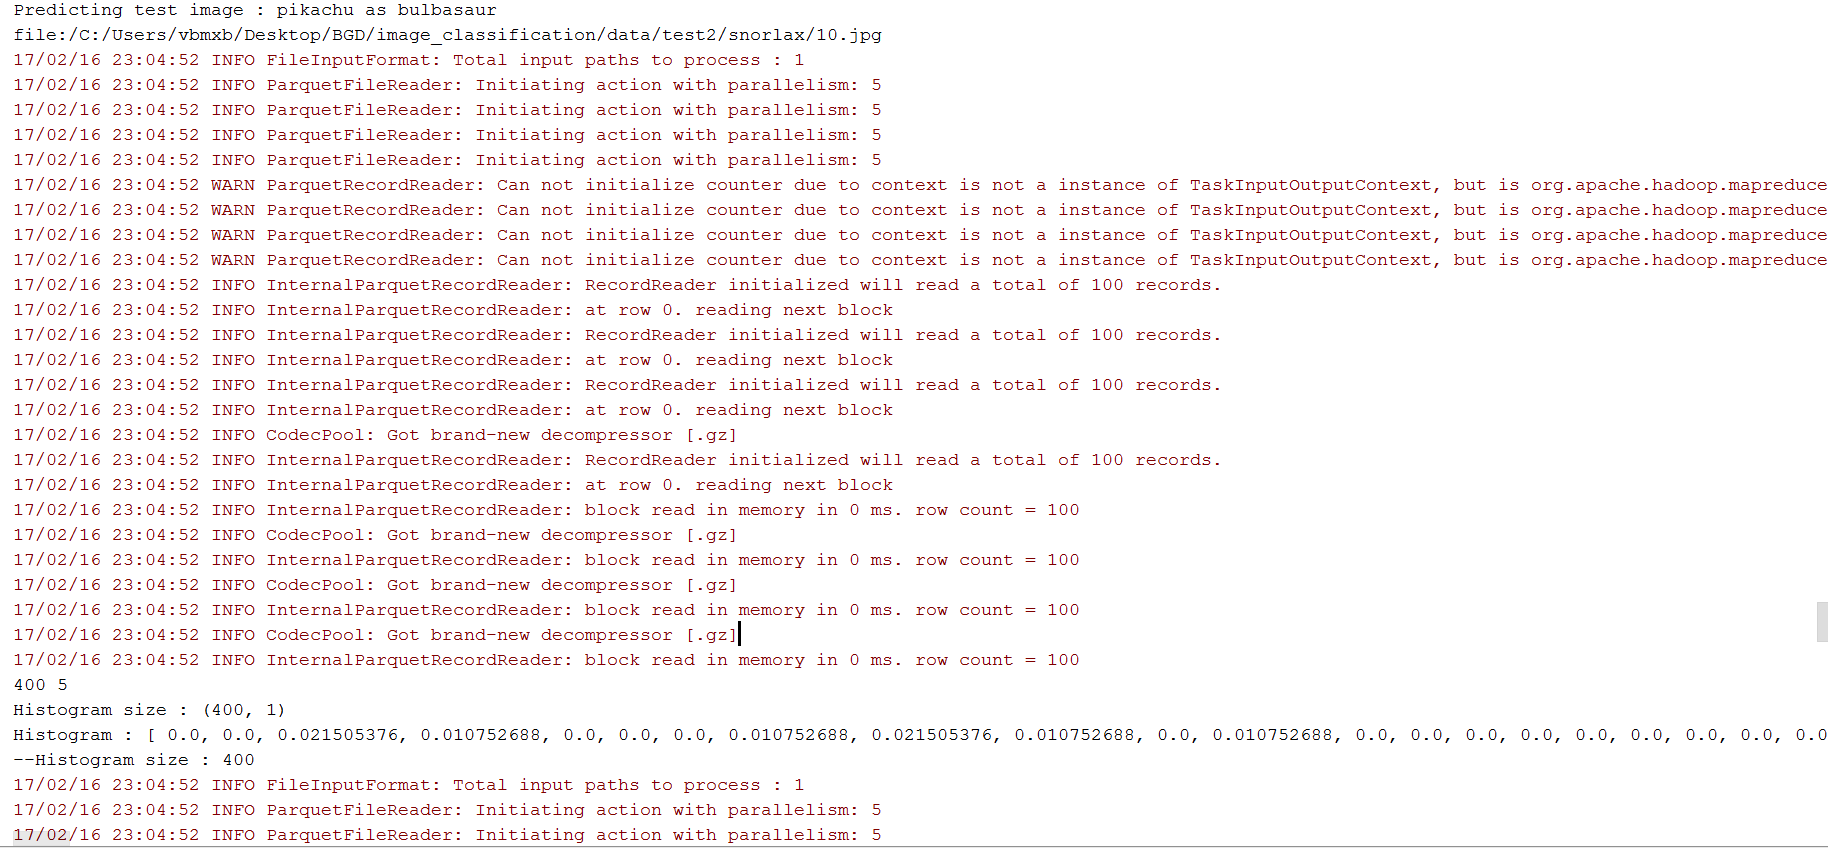 Predicting test image : pikachu as bulbasaur
file:/C:/Users/vbmxb/Desktop/BGD/image_classification/data/test2/snorlax/10.jpg
17/02/16 23:04:52 INFO FileInputFormat: Total input paths to process : 1
17/02/16 23:04:52 INFO ParquetFileReader: Initiating action with parallelism: 5
17/02/16 23:04:52 INFO ParquetFileReader: Initiating action with parallelism: 5
17/02/16 23:04:52 INFO ParquetFileReader: Initiating action with parallelism: 5
17/02/16 23:04:52 INFO ParquetFileReader: Initiating action with parallelism: 5
17/02/16 23:04:52 WARN ParquetRecordReader: Can not initialize counter due to context is not a instance of TaskInputOutputContext, but is org.apache.hadoop.mapreduce
17/02/16 23:04:52 WARN ParquetRecordReader: Can not initialize counter due to context is not a instance of TaskInputOutputContext, but is org.apache.hadoop.mapreduce
17/02/16 23:04:52 WARN ParquetRecordReader: Can not initialize counter due to context is not a instance of TaskInputOutputContext, but is org.apache.hadoop.mapreduce
17/02/16 23:04:52 WARN ParquetRecordReader: Can not initialize counter due to context is not a instance of TaskInputOutputContext, but is org.apache.hadoop.mapreduce
17/02/16 23:04:52 INFO InternalParquetRecordReader: RecordReader initialized will read a total of 100 records.
17/02/16 23:04:52 INFO InternalParquetRecordReader: at row 0. reading next block
17/02/16 23:04:52 INFO InternalParquetRecordReader: RecordReader initialized will read a total of 100 records.
17/02/16 23:04:52 INFO InternalParquetRecordReader: at row 0. reading next block
17/02/16 23:04:52 INFO InternalParquetRecordReader: RecordReader initialized will read a total of 100 records.
17/02/16 23:04:52 INFO InternalParquetRecordReader: at row 0. reading next block
17/02/16 23:04:52 INFO CodecPool: Got brand-new decompressor [.gz]
17/02/16 23:04:52 INFO InternalParquetRecordReader: RecordReader initialized will read a total of 100 records.
17/02/16 23:04:52 INFO InternalParquetRecordReader: at row 0. reading next block
17/02/16 23:04:52 INFO InternalParquetRecordReader: block read in memory in 0 ms. row count = 100
17/02/16 23:04:52 INFO CodecPool: Got brand-new decompressor [.gz]
17/02/16 23:04:52 INFO InternalParquetRecordReader: block read in memory in 0 ms. row count = 100
17/02/16 23:04:52 INFO CodecPool: Got brand-new decompressor [.gz]
17/02/16 23:04:52 INFO InternalParquetRecordReader: block read in memory in 0 ms. row count = 100
17/02/16 23:04:52 INFO CodecPool: Got brand-new decompressor [.gz]
17/02/16 23:04:52 INFO InternalParquetRecordReader: block read in memory in 0 ms. row count = 100
400 5
Histogram size : (400, 1)
Histogram : [ 0.0, 0.0, 0.021505376, 0.010752688, 0.0, 0.0, 0.0, 0.010752688, 0.021505376, 0.010752688, 0.0, 0.010752688, 0.0, 0.0, 0.0, 0.0, 0.0, 0.0, 0.0, 0.0, 0.0
--Histogram size : 400
17/02/16 23:04:52 INFO FileInputFormat: Total input paths to process : 1
17/02/16 23:04:52 INFO ParquetFileReader: Initiating action with parallelism: 5
17/02/16 23:04:52 INFO ParquetFileReader: Initiating action with parallelism: 5